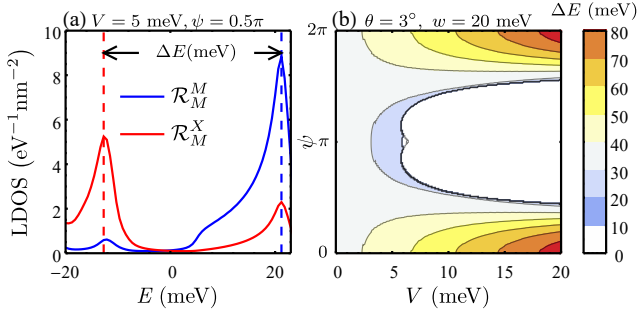 (a) V = 5 meV, ψ = 0.5π
10
8
6
4
2
0
LDOS (eV⁻¹nm⁻²)
ΔE(meV)
ℛ_M^M
ℛ_M^X
−20 0 20
E (meV)
(b) θ = 3°, w = 20 meV
2π
π
0
ψ
0 5 10 15 20
V (meV)
ΔE (meV)
80
70
60
50
40
30
20
10
0